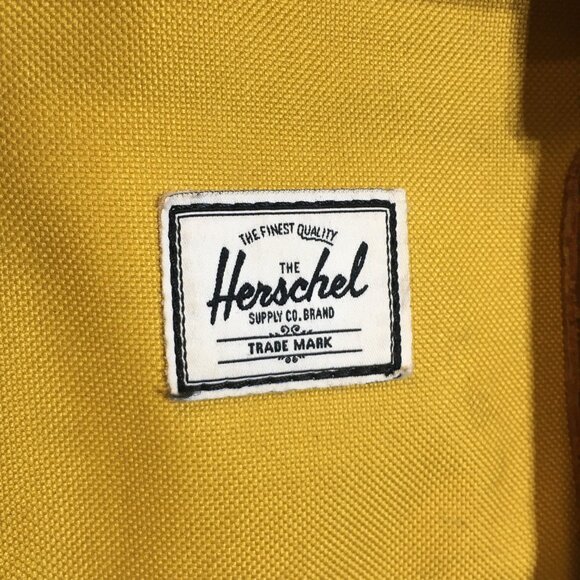 THE FINEST QUALITY
THE
Herschel
SUPPLY CO. BRAND
TRADE MARK